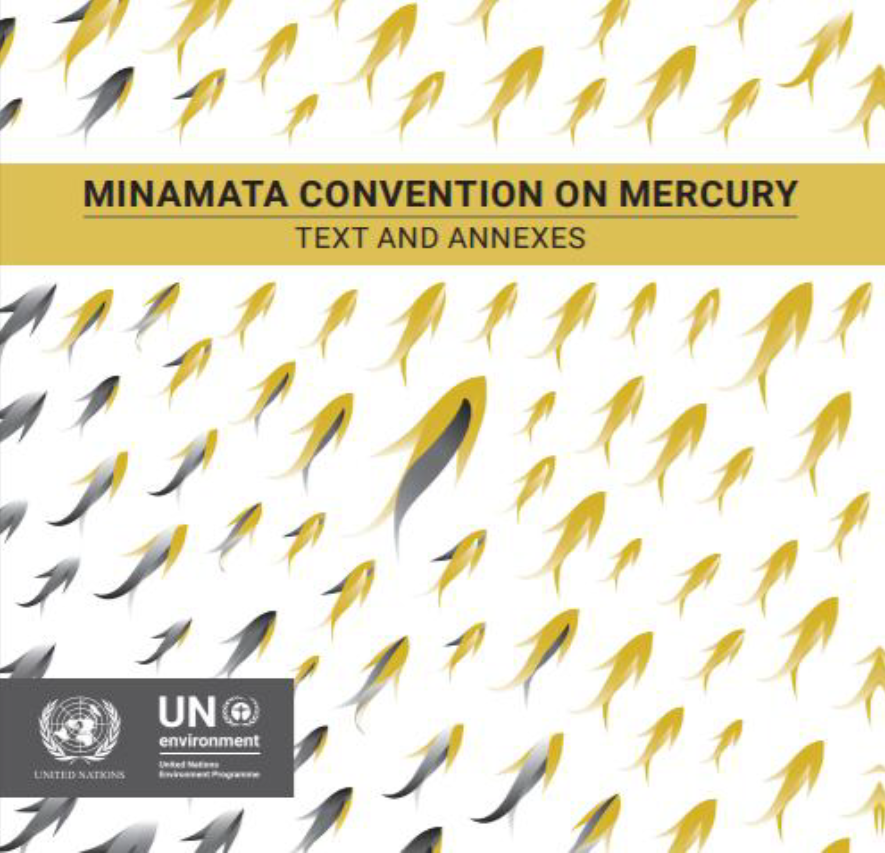 MINAMATA CONVENTION ON MERCURY
TEXT AND ANNEXES
UNITED NATIONS
UN
environment
United Nations
Environment Programme